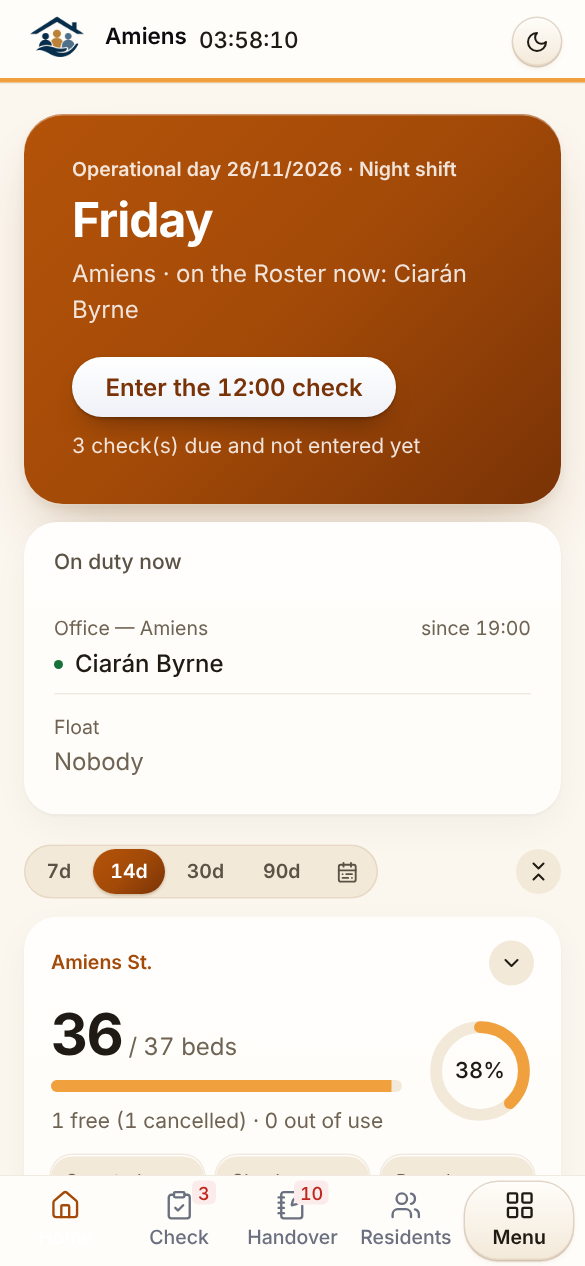 Amiens 03:58:10
Operational day 26/11/2026 · Night shift
Friday
Amiens · on the Roster now: Ciarán
Byrne
Enter the 12:00 check
3 check(s) due and not entered yet
On duty now
Office — Amiens since 19:00
Ciarán Byrne
Float
Nobody
7d 14d 30d 90d
Amiens St.
36 / 37 beds
38%
1 free (1 cancelled) · 0 out of use
3 10
Check Handover Residents Menu